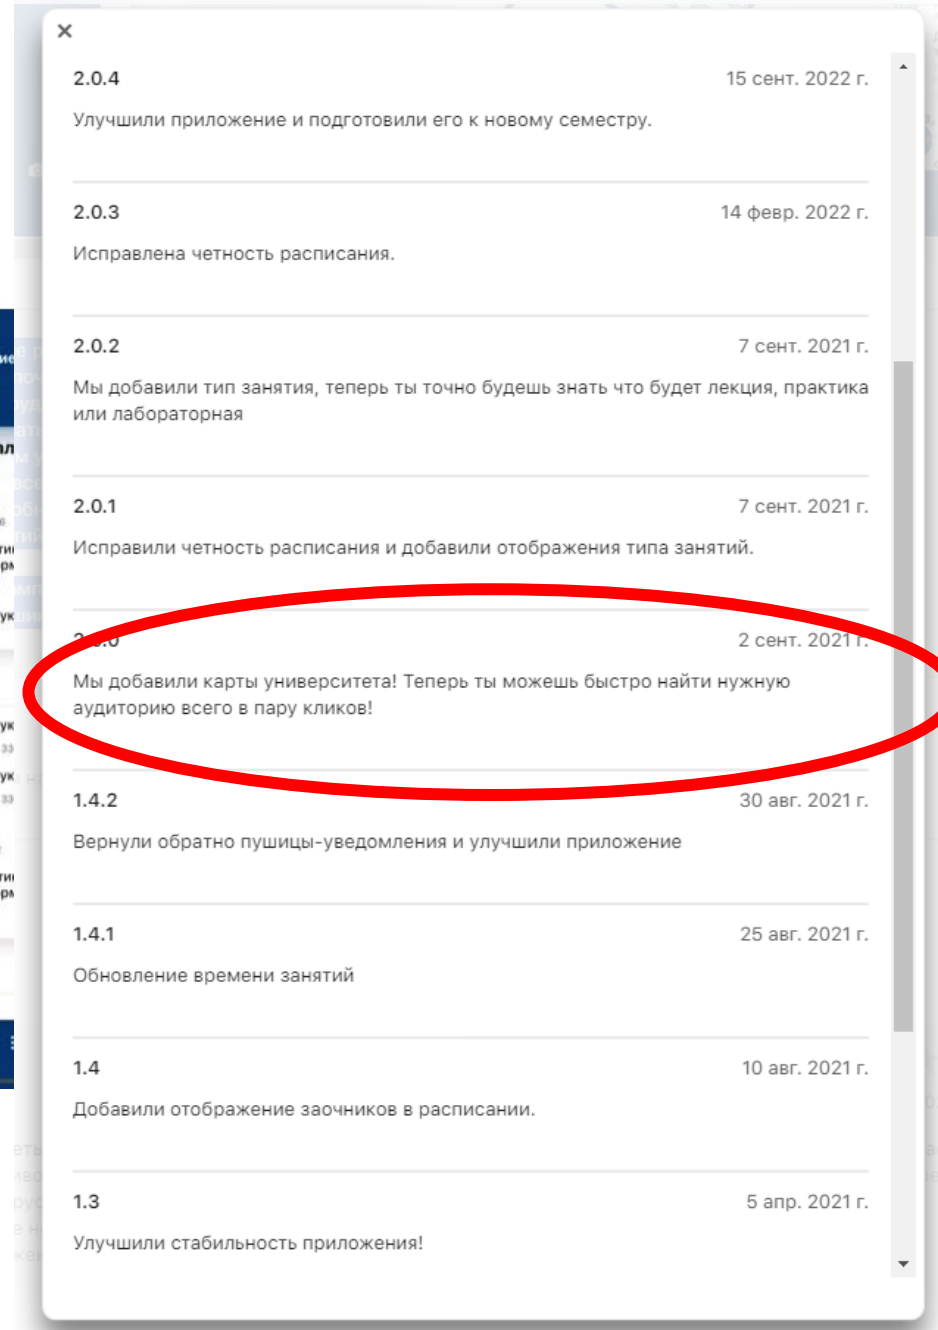 2.0.4 15 сент. 2022 г.
Улучшили приложение и подготовили его к новому семестру.
2.0.3 14 февр. 2022 г.
Исправлена четность расписания.
2.0.2 7 сент. 2021 г.
Мы добавили тип занятия, теперь ты точно будешь знать что будет лекция, практика
или лабораторная
2.0.1 7 сент. 2021 г.
Исправили четность расписания и добавили отображения типа занятий.
2 сент. 2021 г.
Мы добавили карты университета! Теперь ты можешь быстро найти нужную
аудиторию всего в пару кликов!
1.4.2 30 авг. 2021 г.
Вернули обратно пушицы-уведомления и улучшили приложение
1.4.1 25 авг. 2021 г.
Обновление времени занятий
1.4 10 авг. 2021 г.
Добавили отображение заочников в расписании.
1.3 5 апр. 2021 г.
Улучшили стабильность приложения!